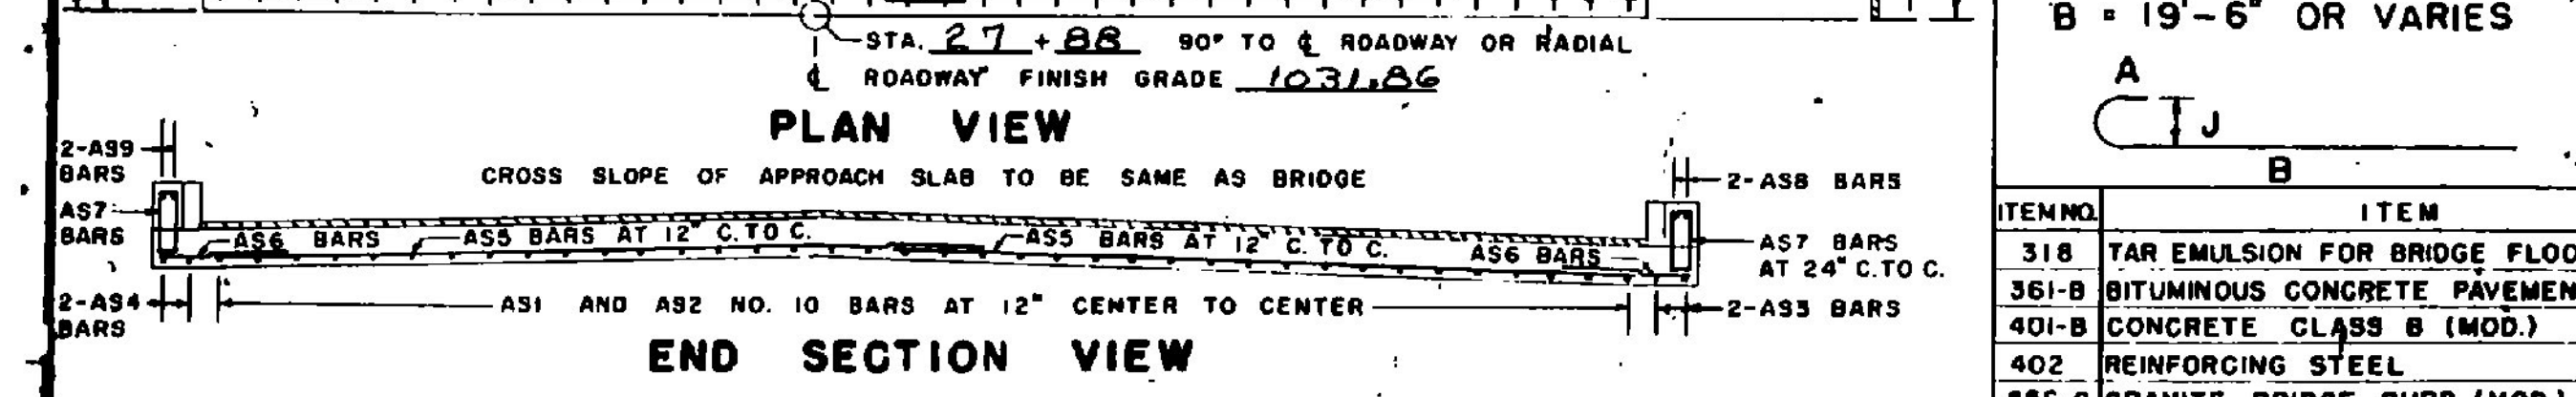 B = 19'-6" OR VARIES
STA. 27 + 88 90° TO ℄ ROADWAY OR RADIAL
℄ ROADWAY FINISH GRADE 1031.86
A
J
B
PLAN VIEW
2-AS9
BARS
CROSS SLOPE OF APPROACH SLAB TO BE SAME AS BRIDGE
2-AS8 BARS
AS7
BARS
AS6 BARS
AS5 BARS AT 12" C. TO C.
AS5 BARS AT 12" C. TO C.
AS6 BARS
AS7 BARS
AT 24" C. TO C.
2-AS4
BARS
AS1 AND AS2 NO. 10 BARS AT 12" CENTER TO CENTER
2-AS3 BARS
END SECTION VIEW
ITEM NO. ITEM
318 TAR EMULSION FOR BRIDGE FLOO
361-B BITUMINOUS CONCRETE PAVEMEN
401-B CONCRETE CLASS B (MOD.)
402 REINFORCING STEEL